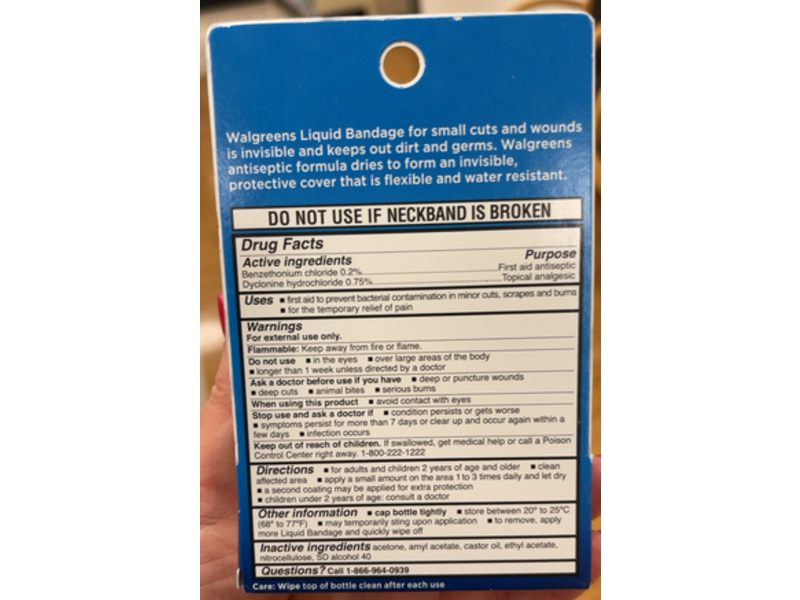 Walgreens Liquid Bandage for small cuts and wounds
is invisible and keeps out dirt and germs. Walgreens
antiseptic formula dries to form an invisible,
protective cover that is flexible and water resistant.
DO NOT USE IF NECKBAND IS BROKEN
Drug Facts
Active ingredients Purpose
Benzethonium chloride 0.2%..........First aid antiseptic
Dyclonine hydrochloride 0.75%..........Topical analgesic
Uses ■ first aid to prevent bacterial contamination in minor cuts, scrapes and burns
■ for the temporary relief of pain
Warnings
For external use only.
Flammable: Keep away from fire or flame.
Do not use ■ in the eyes ■ over large areas of the body
■ longer than 1 week unless directed by a doctor
Ask a doctor before use if you have ■ deep or puncture wounds
■ deep cuts ■ animal bites ■ serious burns
When using this product ■ avoid contact with eyes
Stop use and ask a doctor if ■ condition persists or gets worse
■ symptoms persist for more than 7 days or clear up and occur again within a
few days ■ infection occurs
Keep out of reach of children. If swallowed, get medical help or call a Poison
Control Center right away. 1-800-222-1222
Directions ■ for adults and children 2 years of age and older ■ clean
affected area ■ apply a small amount on the area 1 to 3 times daily and let dry
■ a second coating may be applied for extra protection
■ children under 2 years of age: consult a doctor
Other information ■ cap bottle tightly ■ store between 20° to 25°C
(68° to 77°F) ■ may temporarily sting upon application ■ to remove, apply
more Liquid Bandage and quickly wipe off
Inactive ingredients acetone, amyl acetate, castor oil, ethyl acetate,
nitrocellulose, SD alcohol 40
Questions? Call 1-866-964-0939
Care: Wipe top of bottle clean after each use